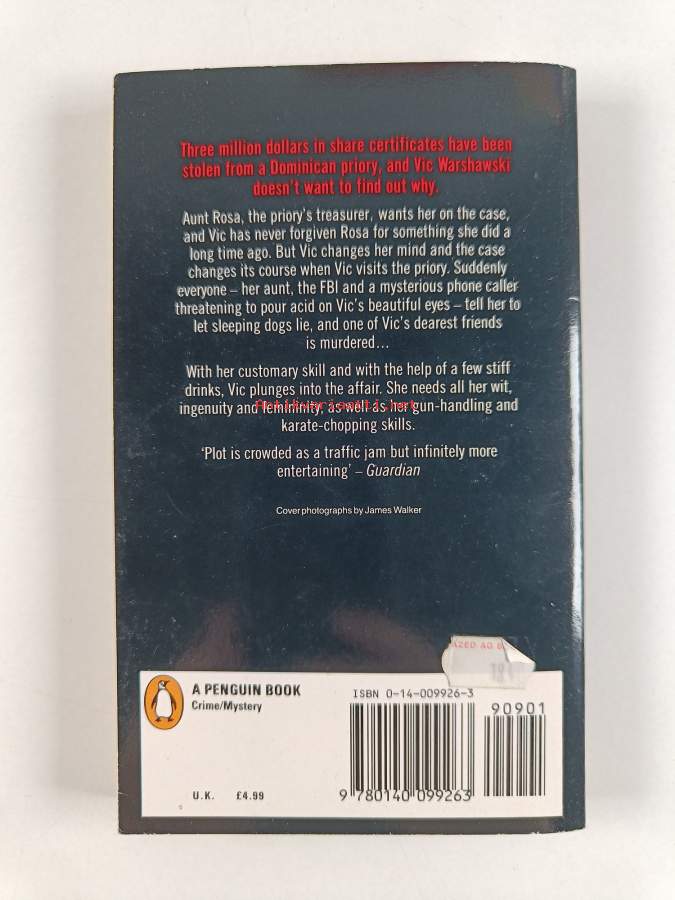 Three million dollars in share certificates have been
stolen from a Dominican priory, and Vic Warshawski
doesn't want to find out why.
Aunt Rosa, the priory's treasurer, wants her on the case,
and Vic has never forgiven Rosa for something she did a
long time ago. But Vic changes her mind and the case
changes its course when Vic visits the priory. Suddenly
everyone – her aunt, the FBI and a mysterious phone caller
threatening to pour acid on Vic's beautiful eyes – tell her to
let sleeping dogs lie, and one of Vic's dearest friends
is murdered...
With her customary skill and with the help of a few stiff
drinks, Vic plunges into the affair. She needs all her wit,
ingenuity and femininity, as well as her gun-handling and
karate-chopping skills.
Antikvariaatti.net
'Plot is crowded as a traffic jam but infinitely more
entertaining' – Guardian
Cover photographs by James Walker
A PENGUIN BOOK
Crime/Mystery
U.K. £4.99
ISBN 0-14-009926-3
90901
9 780140 099263